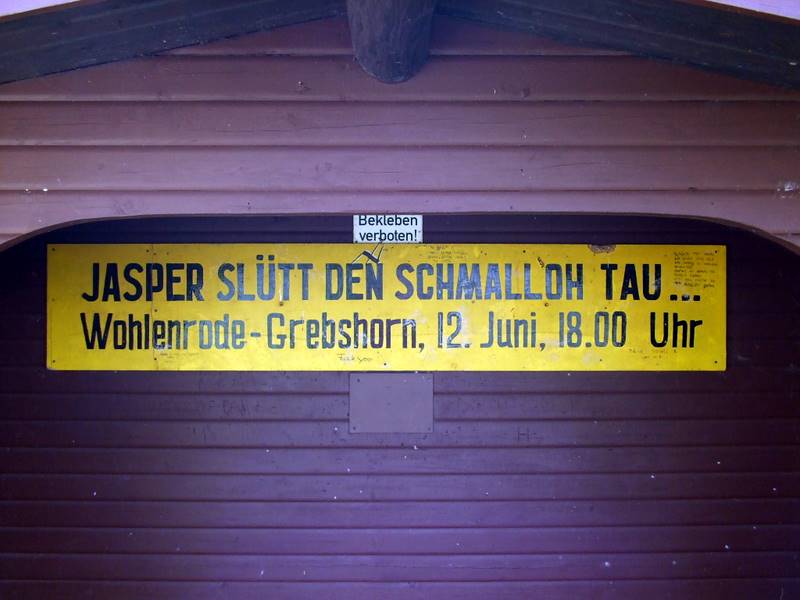 Bekleben
verboten!
JASPER SLÜTT DEN SCHMALLOH TAU...
Wohlenrode-Grebshorn, 12. Juni, 18.00 Uhr